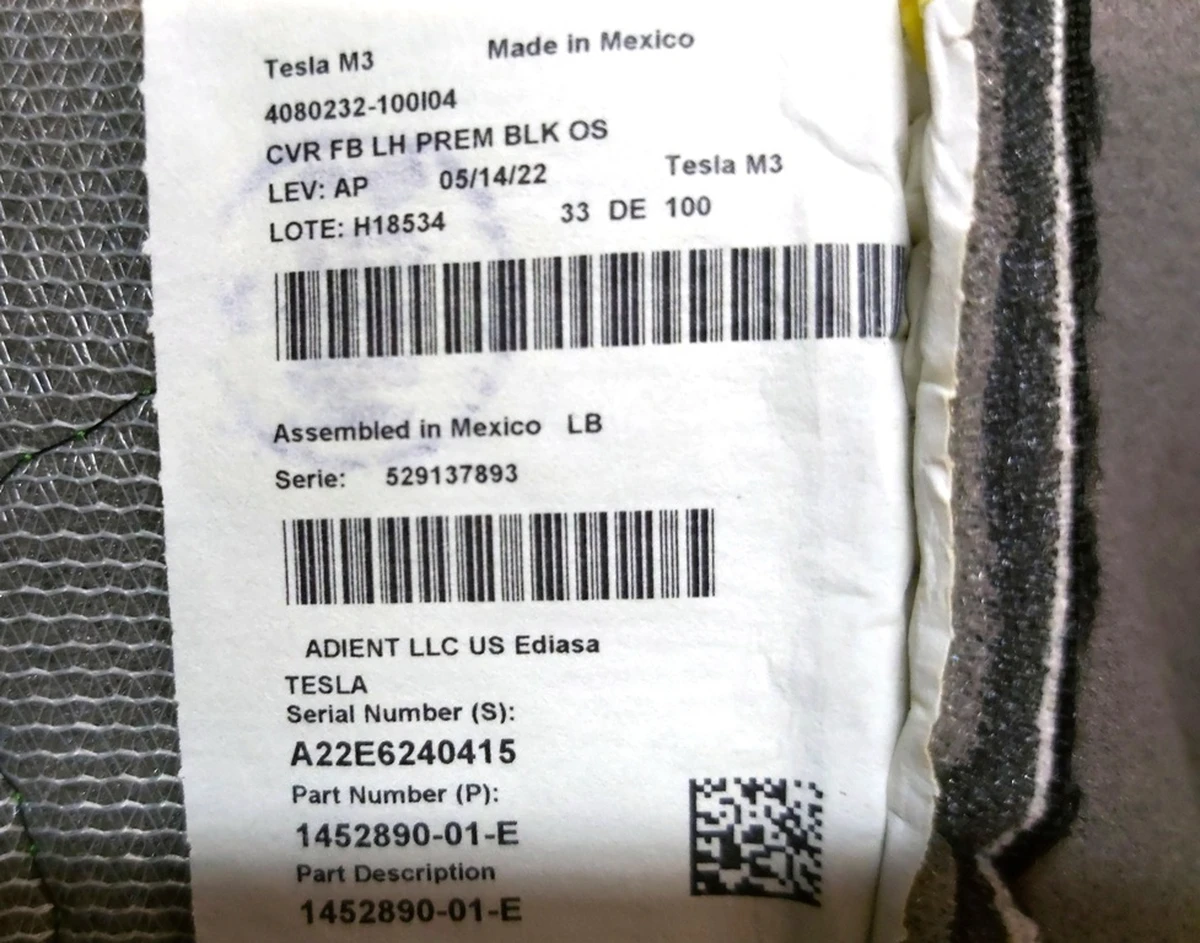 Tesla M3 Made in Mexico
4080232-100I04
CVR FB LH PREM BLK OS
LEV: AP 05/14/22 Tesla M3
LOTE: H18534 33 DE 100
Assembled in Mexico LB
Serie: 529137893
ADIENT LLC US Ediasa
TESLA
Serial Number (S):
A22E6240415
Part Number (P):
1452890-01-E
Part Description
1452890-01-E